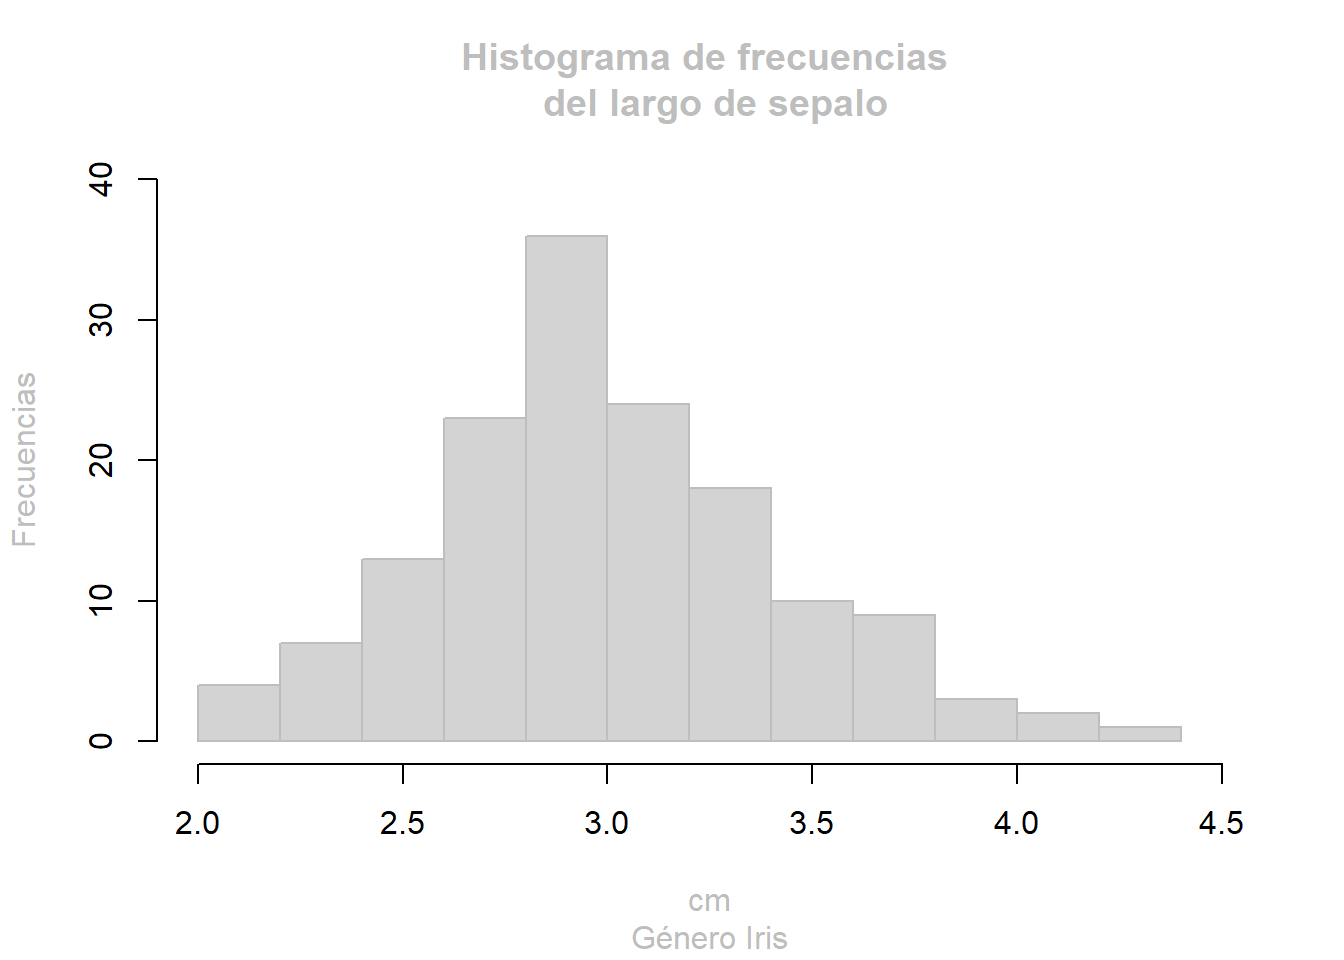 Histograma de frecuencias
del largo de sepalo
Frecuencias
40
30
20
10
0
2.0 2.5 3.0 3.5 4.0 4.5
cm
Género Iris